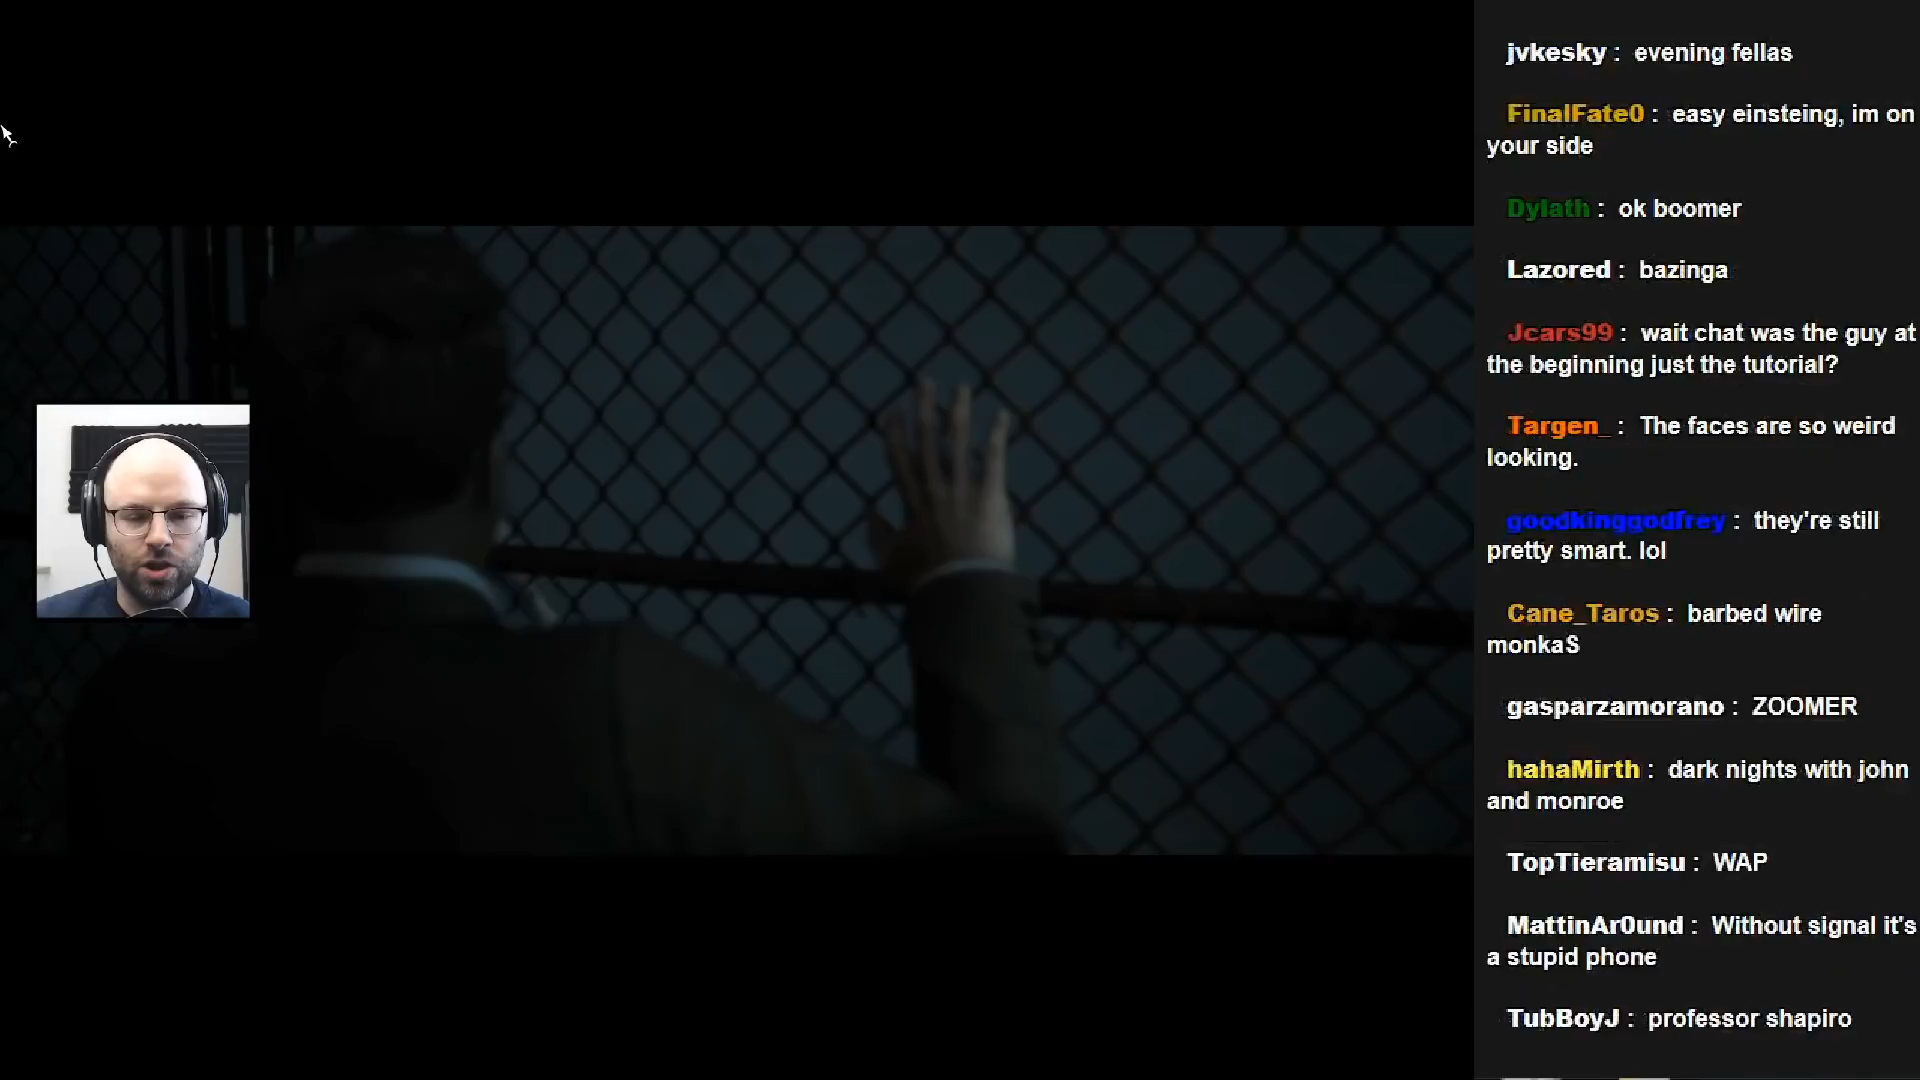 jvkesky : evening fellas
FinalFate0 : easy einsteing, im on
your side
Dylath : ok boomer
Lazored : bazinga
Jcars99 : wait chat was the guy at
the beginning just the tutorial?
Targen_ : The faces are so weird
looking.
goodkinggodfrey : they're still
pretty smart. lol
Cane_Taros : barbed wire
monkaS
gasparzamorano : ZOOMER
hahaMirth : dark nights with john
and monroe
TopTieramisu : WAP
MattinAr0und : Without signal it's
a stupid phone
TubBoyJ : professor shapiro